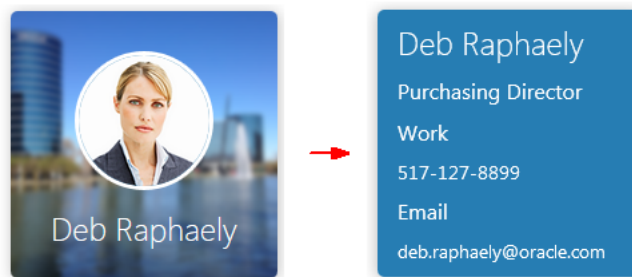 Deb Raphaely
Deb Raphaely
Purchasing Director
Work
517-127-8899
Email
deb.raphaely@oracle.com